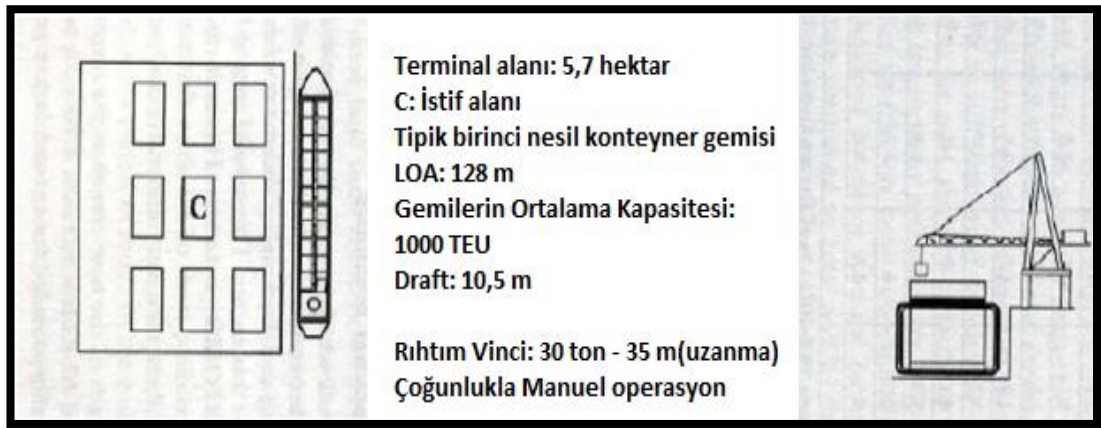 Terminal alanı: 5,7 hektar
C: İstif alanı
Tipik birinci nesil konteyner gemisi
LOA: 128 m
Gemilerin Ortalama Kapasitesi:
1000 TEU
Draft: 10,5 m
Rıhtım Vinci: 30 ton - 35 m(uzanma)
Çoğunlukla Manuel operasyon
C